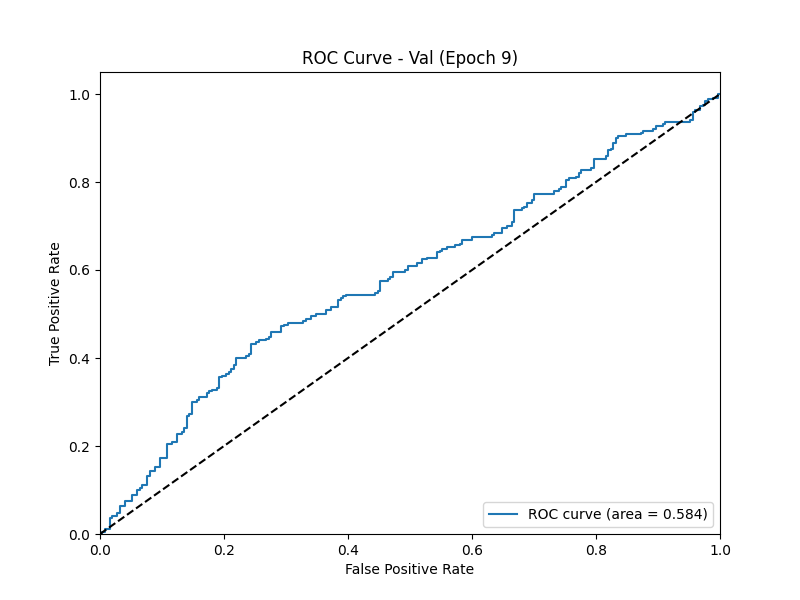 ROC Curve - Val (Epoch 9)
1.0
0.8
0.6
0.4
0.2
0.0
True Positive Rate
ROC curve (area = 0.584)
0.0 0.2 0.4 0.6 0.8 1.0
False Positive Rate